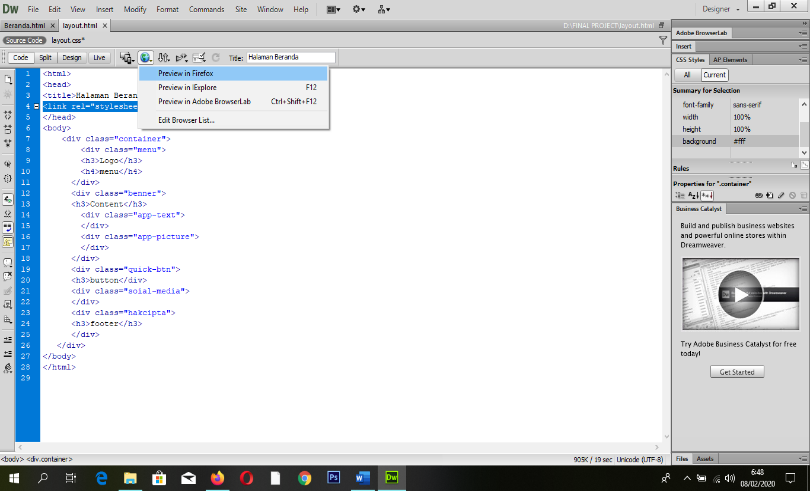 Dw File Edit View Insert Modify Format Commands Site Window Help Designer
Beranda.html layout.html D:\FINAL PROJECT\layout.html
Source Code layout.css*
Code Split Design Live Title: Halaman Beranda
Preview in Firefox
Preview in IExplore F12
Preview in Adobe BrowserLab Ctrl+Shift+F12
Edit Browser List...
1 <html>
2 <head>
3 <title>Halaman Beran
4 <link rel="styleshee
5 </head>
6 <body>
7 <div class="container">
8 <div class="menu">
9 <h3>Logo</h3>
10 <h4>menu</h4>
11 </div>
12 <div class="benner">
13 <h3>Content</h3>
14 <div class="app-text">
15 </div>
16 <div class="app-picture">
17 </div>
18 </div>
19 <div class="quick-btn">
20 <h3>button</div>
21 <div class="soial-media">
22 </div>
23 <div class="hakcipta">
24 <h3>footer</h3>
25 </div>
26 </div>
27 </body>
28 </html>
29
<body> <div.container> 905K / 19 sec Unicode (UTF-8)
Adobe BrowserLab
Insert
CSS Styles AP Elements
All Current
Summary for Selection
font-family sans-serif
width 100%
height 100%
background #fff
Rules
Properties for ".container"
Business Catalyst
Build and publish business websites
and powerful online stores within
Dreamweaver.
Try Adobe Business Catalyst for free
today!
Get Started
Files Assets
Ps Dw
6:48
08/02/2020